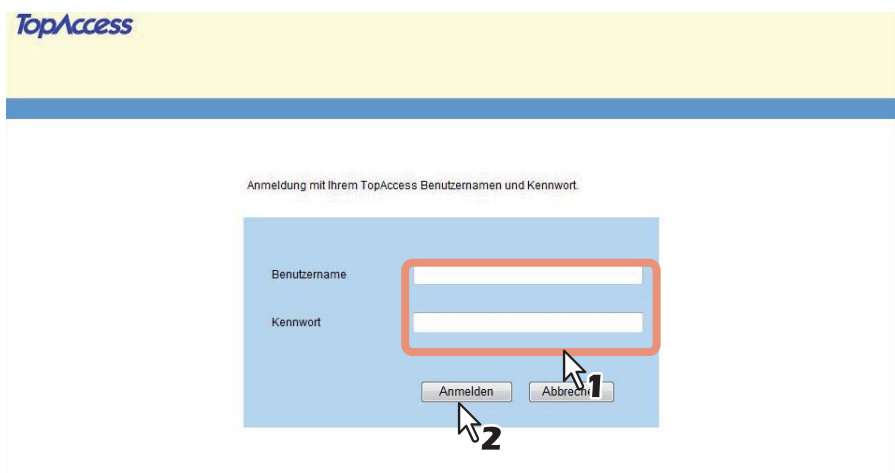 TopAccess
Anmeldung mit Ihrem TopAccess Benutzernamen und Kennwort.
Benutzername
Kennwort
Anmelden
1
2